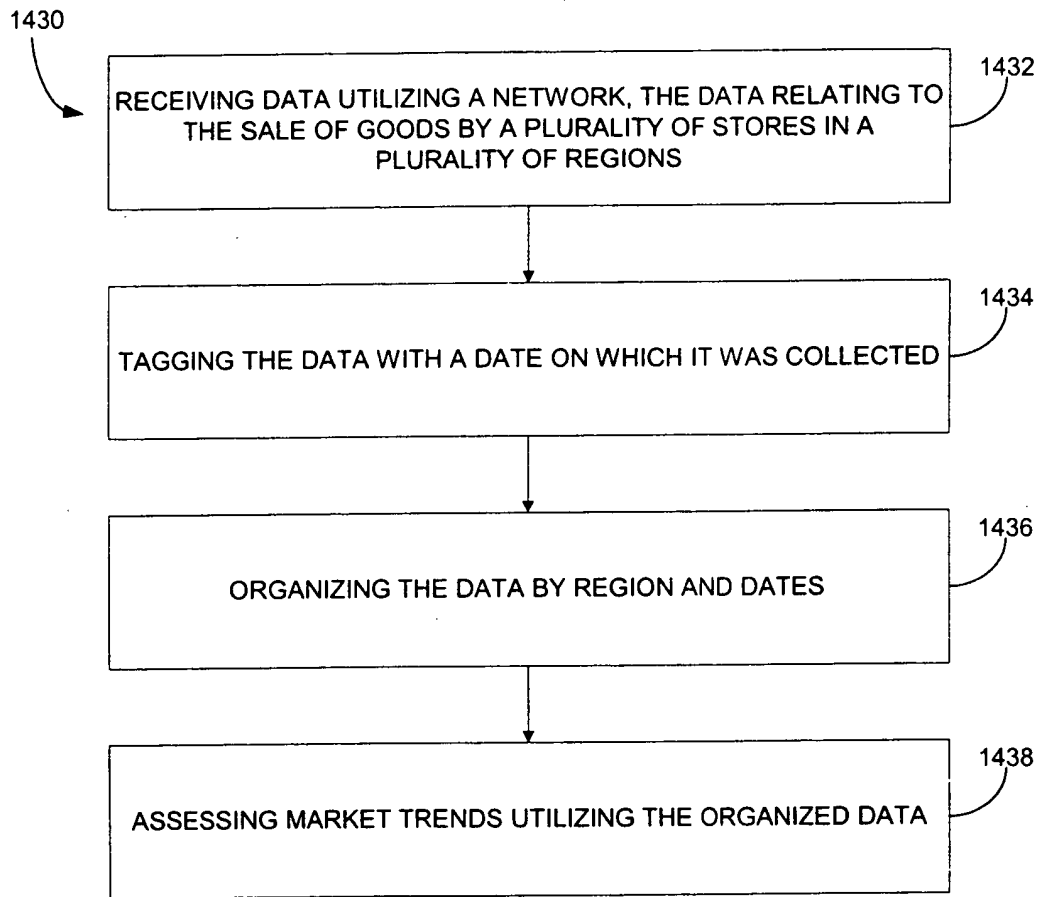 1430
1432
RECEIVING DATA UTILIZING A NETWORK, THE DATA RELATING TO
THE SALE OF GOODS BY A PLURALITY OF STORES IN A
PLURALITY OF REGIONS
1434
TAGGING THE DATA WITH A DATE ON WHICH IT WAS COLLECTED
1436
ORGANIZING THE DATA BY REGION AND DATES
1438
ASSESSING MARKET TRENDS UTILIZING THE ORGANIZED DATA